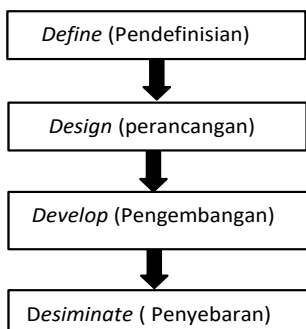 Define (Pendefinisian)
Design (perancangan)
Develop (Pengembangan)
Desiminate ( Penyebaran)